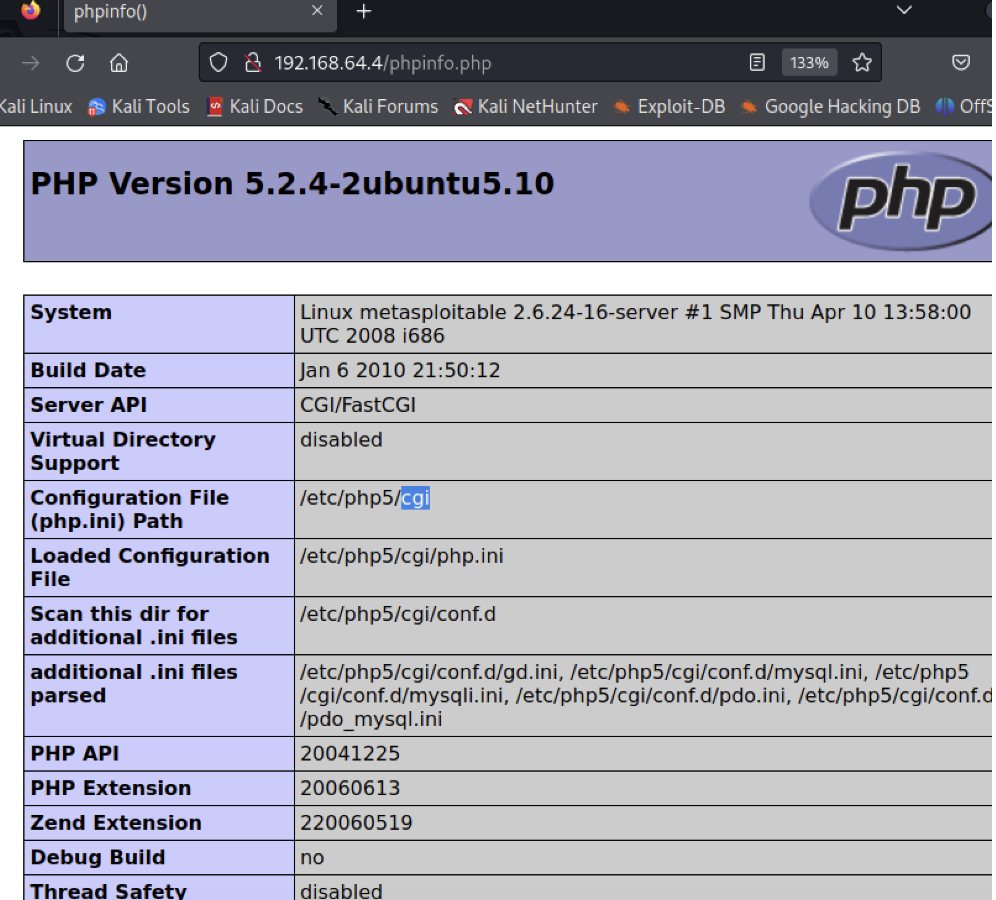 phpinfo()
192.168.64.4/phpinfo.php 133%
Kali Linux Kali Tools Kali Docs Kali Forums Kali NetHunter Exploit-DB Google Hacking DB OffS
PHP Version 5.2.4-2ubuntu5.10
php
System
Linux metasploitable 2.6.24-16-server #1 SMP Thu Apr 10 13:58:00
UTC 2008 i686
Build Date
Jan 6 2010 21:50:12
Server API
CGI/FastCGI
Virtual Directory
Support
disabled
Configuration File
(php.ini) Path
/etc/php5/cgi
Loaded Configuration
File
/etc/php5/cgi/php.ini
Scan this dir for
additional .ini files
/etc/php5/cgi/conf.d
additional .ini files
parsed
/etc/php5/cgi/conf.d/gd.ini, /etc/php5/cgi/conf.d/mysql.ini, /etc/php5
/cgi/conf.d/mysqli.ini, /etc/php5/cgi/conf.d/pdo.ini, /etc/php5/cgi/conf.d
/pdo_mysql.ini
PHP API
20041225
PHP Extension
20060613
Zend Extension
220060519
Debug Build
no
Thread Safety
disabled